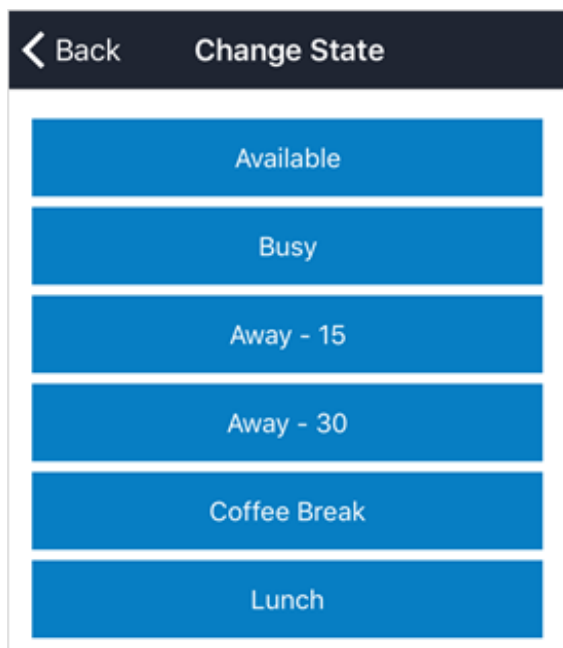 Back Change State
Available
Busy
Away - 15
Away - 30
Coffee Break
Lunch